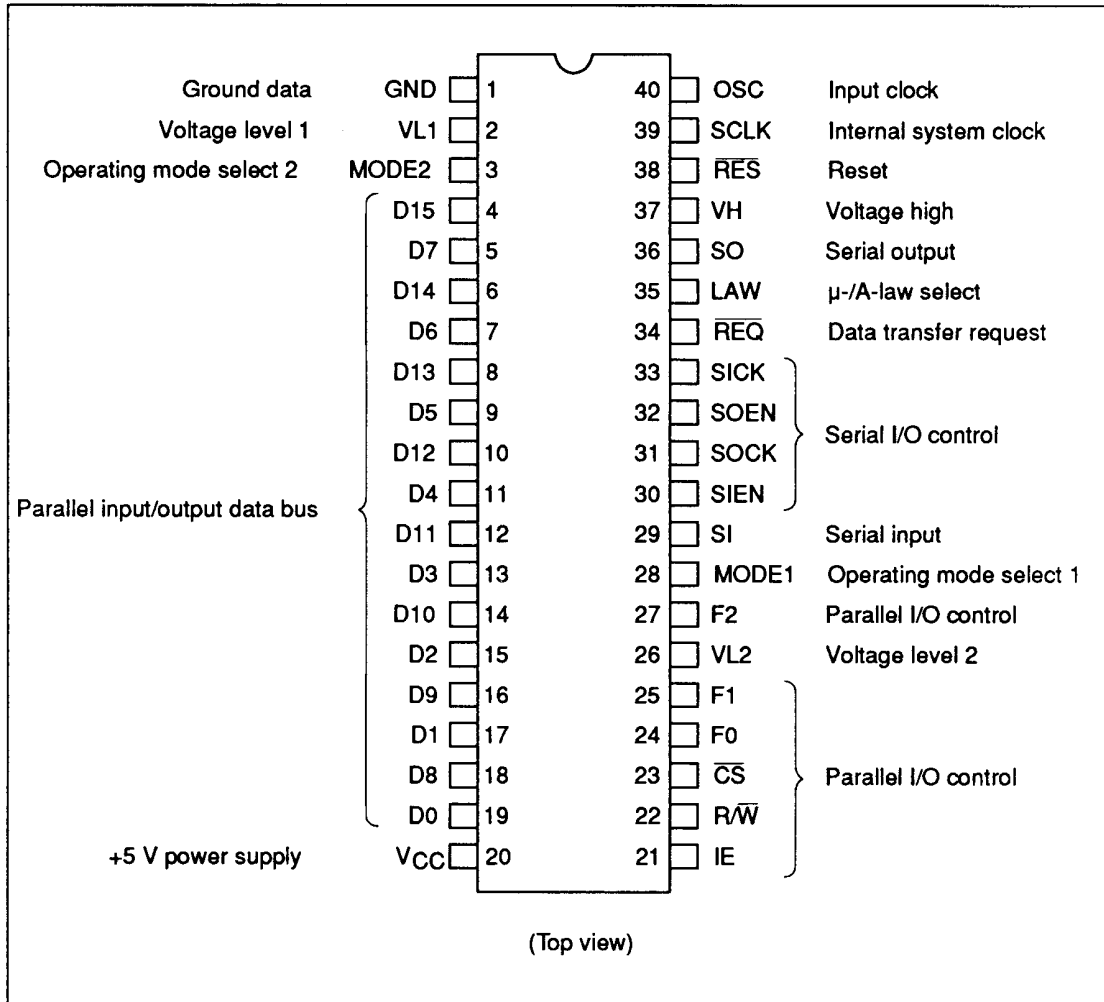 Ground data GND 1 40 OSC Input clock
Voltage level 1 VL1 2 39 SCLK Internal system clock
Operating mode select 2 MODE2 3 38 R̅E̅S̅ Reset
D15 4 37 VH Voltage high
D7 5 36 SO Serial output
D14 6 35 LAW μ-/A-law select
D6 7 34 R̅E̅Q̅ Data transfer request
D13 8 33 SICK
D5 9 32 SOEN
Serial I/O control
D12 10 31 SOCK
D4 11 30 SIEN
Parallel input/output data bus
D11 12 29 SI Serial input
D3 13 28 MODE1 Operating mode select 1
D10 14 27 F2 Parallel I/O control
D2 15 26 VL2 Voltage level 2
D9 16 25 F1
D1 17 24 F0
D8 18 23 C̅S̅ Parallel I/O control
D0 19 22 R/W̅
+5 V power supply VCC 20 21 IE
(Top view)